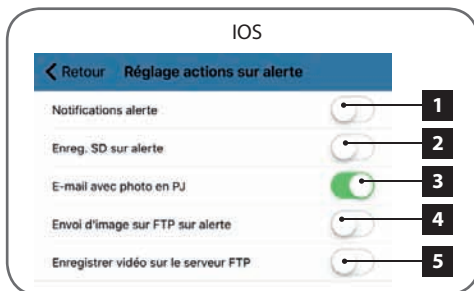 IOS
Retour Réglage actions sur alerte
Notifications alerte 1
Enreg. SD sur alerte 2
E-mail avec photo en PJ 3
Envoi d'image sur FTP sur alerte 4
Enregistrer vidéo sur le serveur FTP 5